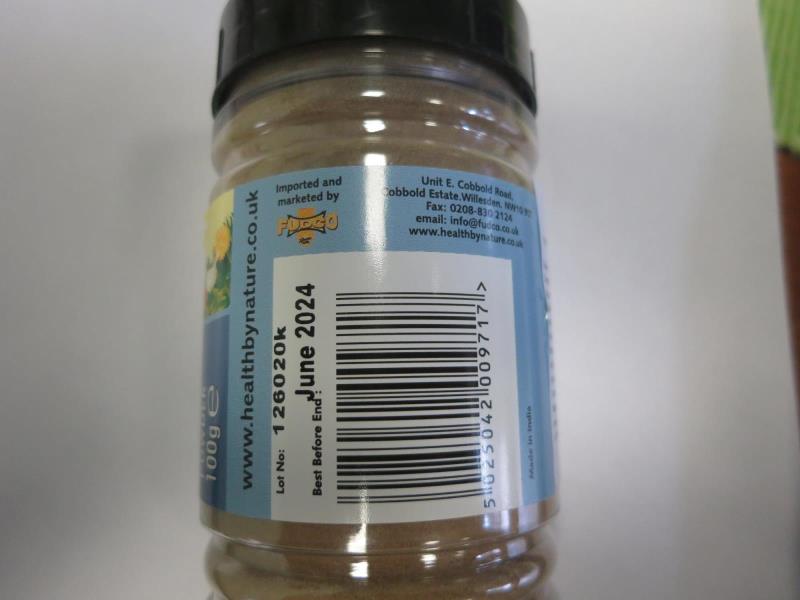 Imported and
marketed by
FUDCO
Unit E. Cobbold Road,
Cobbold Estate.Willesden. NW10
Fax: 0208-830 2124
email: info@fudco.co.uk
www.healthbynature.co.uk
www.healthbynature.co.uk
100g e
Lot No: 126020k
Best Before End: June 2024
5 025042 009717 >
Made in India